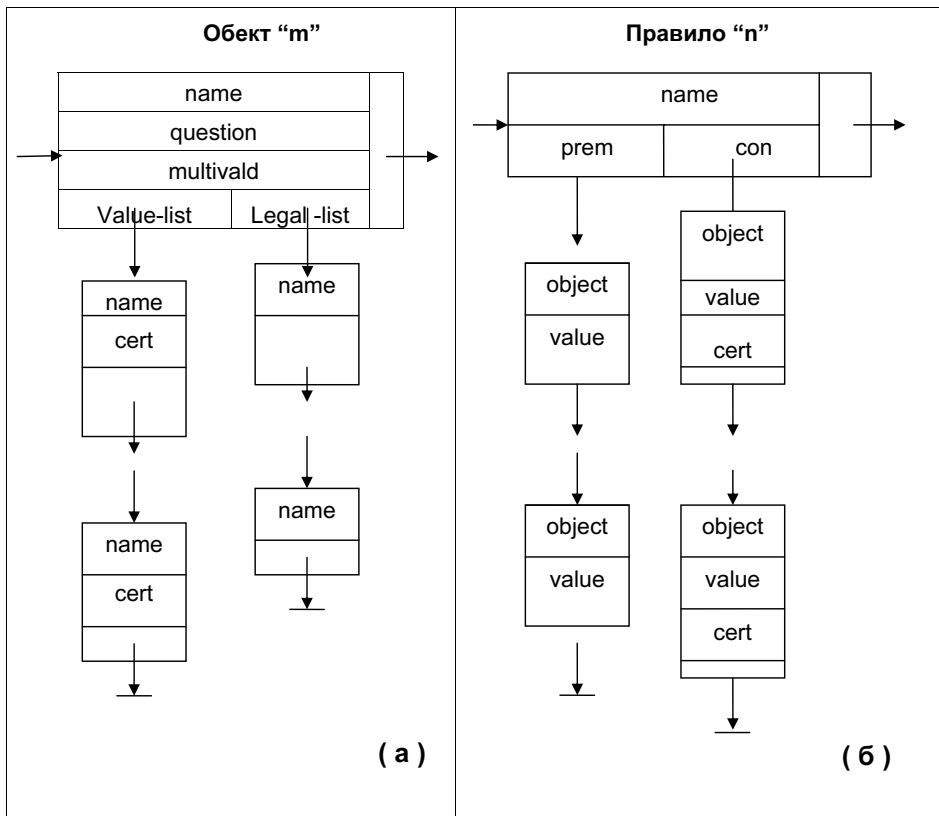 Обект “m”
name
question
multivald
Value-list
Legal -list
name
cert
name
name
cert
name
( а )
Правило “n”
name
prem
con
object
value
object
value
cert
object
value
object
value
cert
( б )